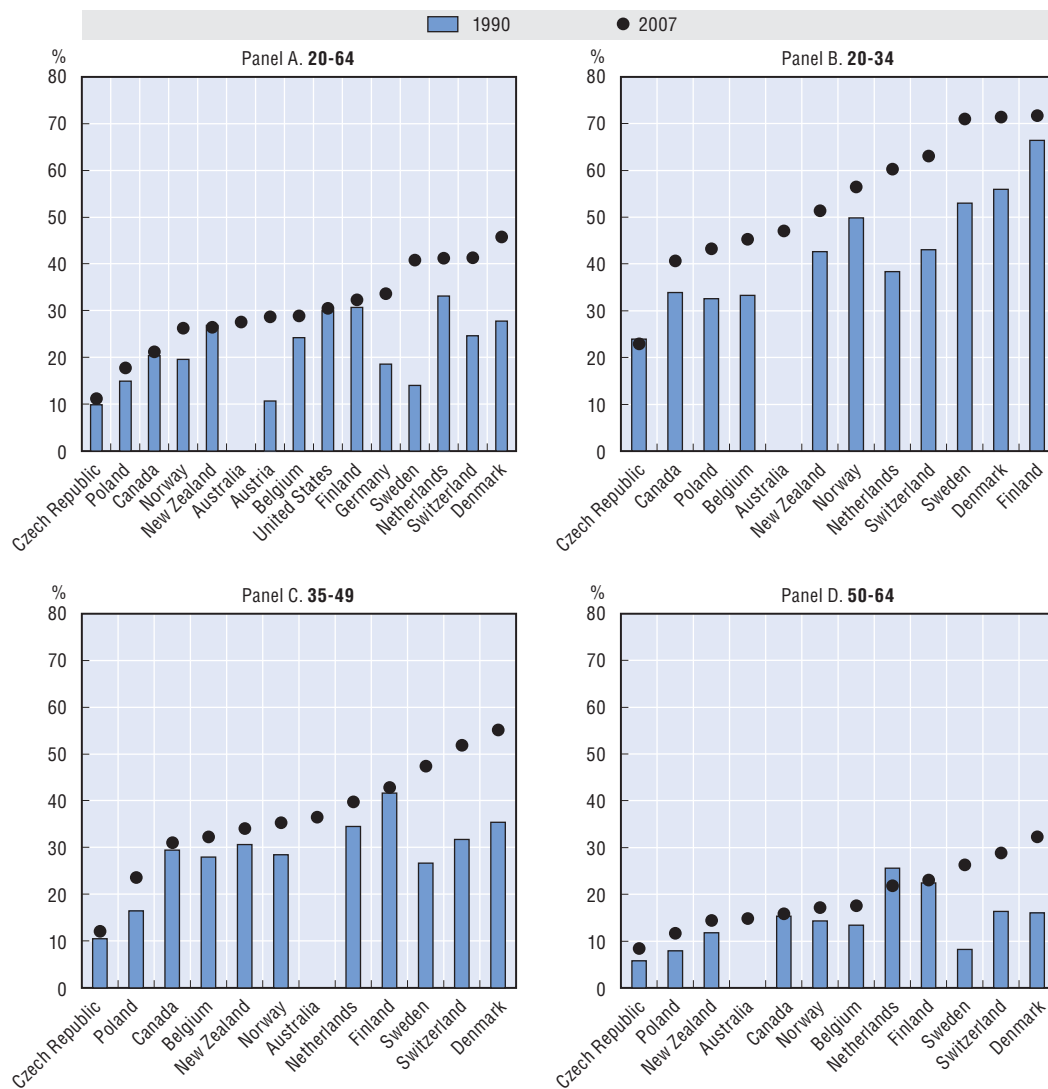 1990 2007
% Panel A. 20-64
80
70
60
50
40
30
20
10
0
Czech Republic
Poland
Canada
Norway
New Zealand
Australia
Austria
Belgium
United States
Finland
Germany
Sweden
Netherlands
Switzerland
Denmark
% Panel B. 20-34
80
70
60
50
40
30
20
10
0
Czech Republic
Canada
Poland
Belgium
Australia
New Zealand
Norway
Netherlands
Switzerland
Sweden
Denmark
Finland
% Panel C. 35-49
80
70
60
50
40
30
20
10
0
Czech Republic
Poland
Canada
Belgium
New Zealand
Norway
Australia
Netherlands
Finland
Sweden
Switzerland
Denmark
% Panel D. 50-64
80
70
60
50
40
30
20
10
0
Czech Republic
Poland
New Zealand
Australia
Canada
Norway
Belgium
Netherlands
Finland
Sweden
Switzerland
Denmark